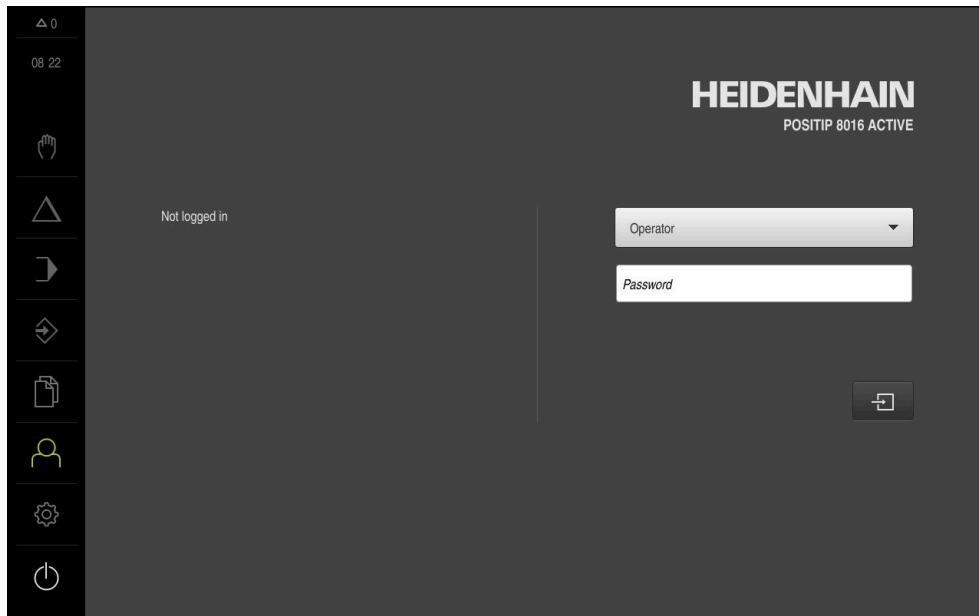 0
08 22
HEIDENHAIN
POSITIP 8016 ACTIVE
Not logged in
Operator
Password